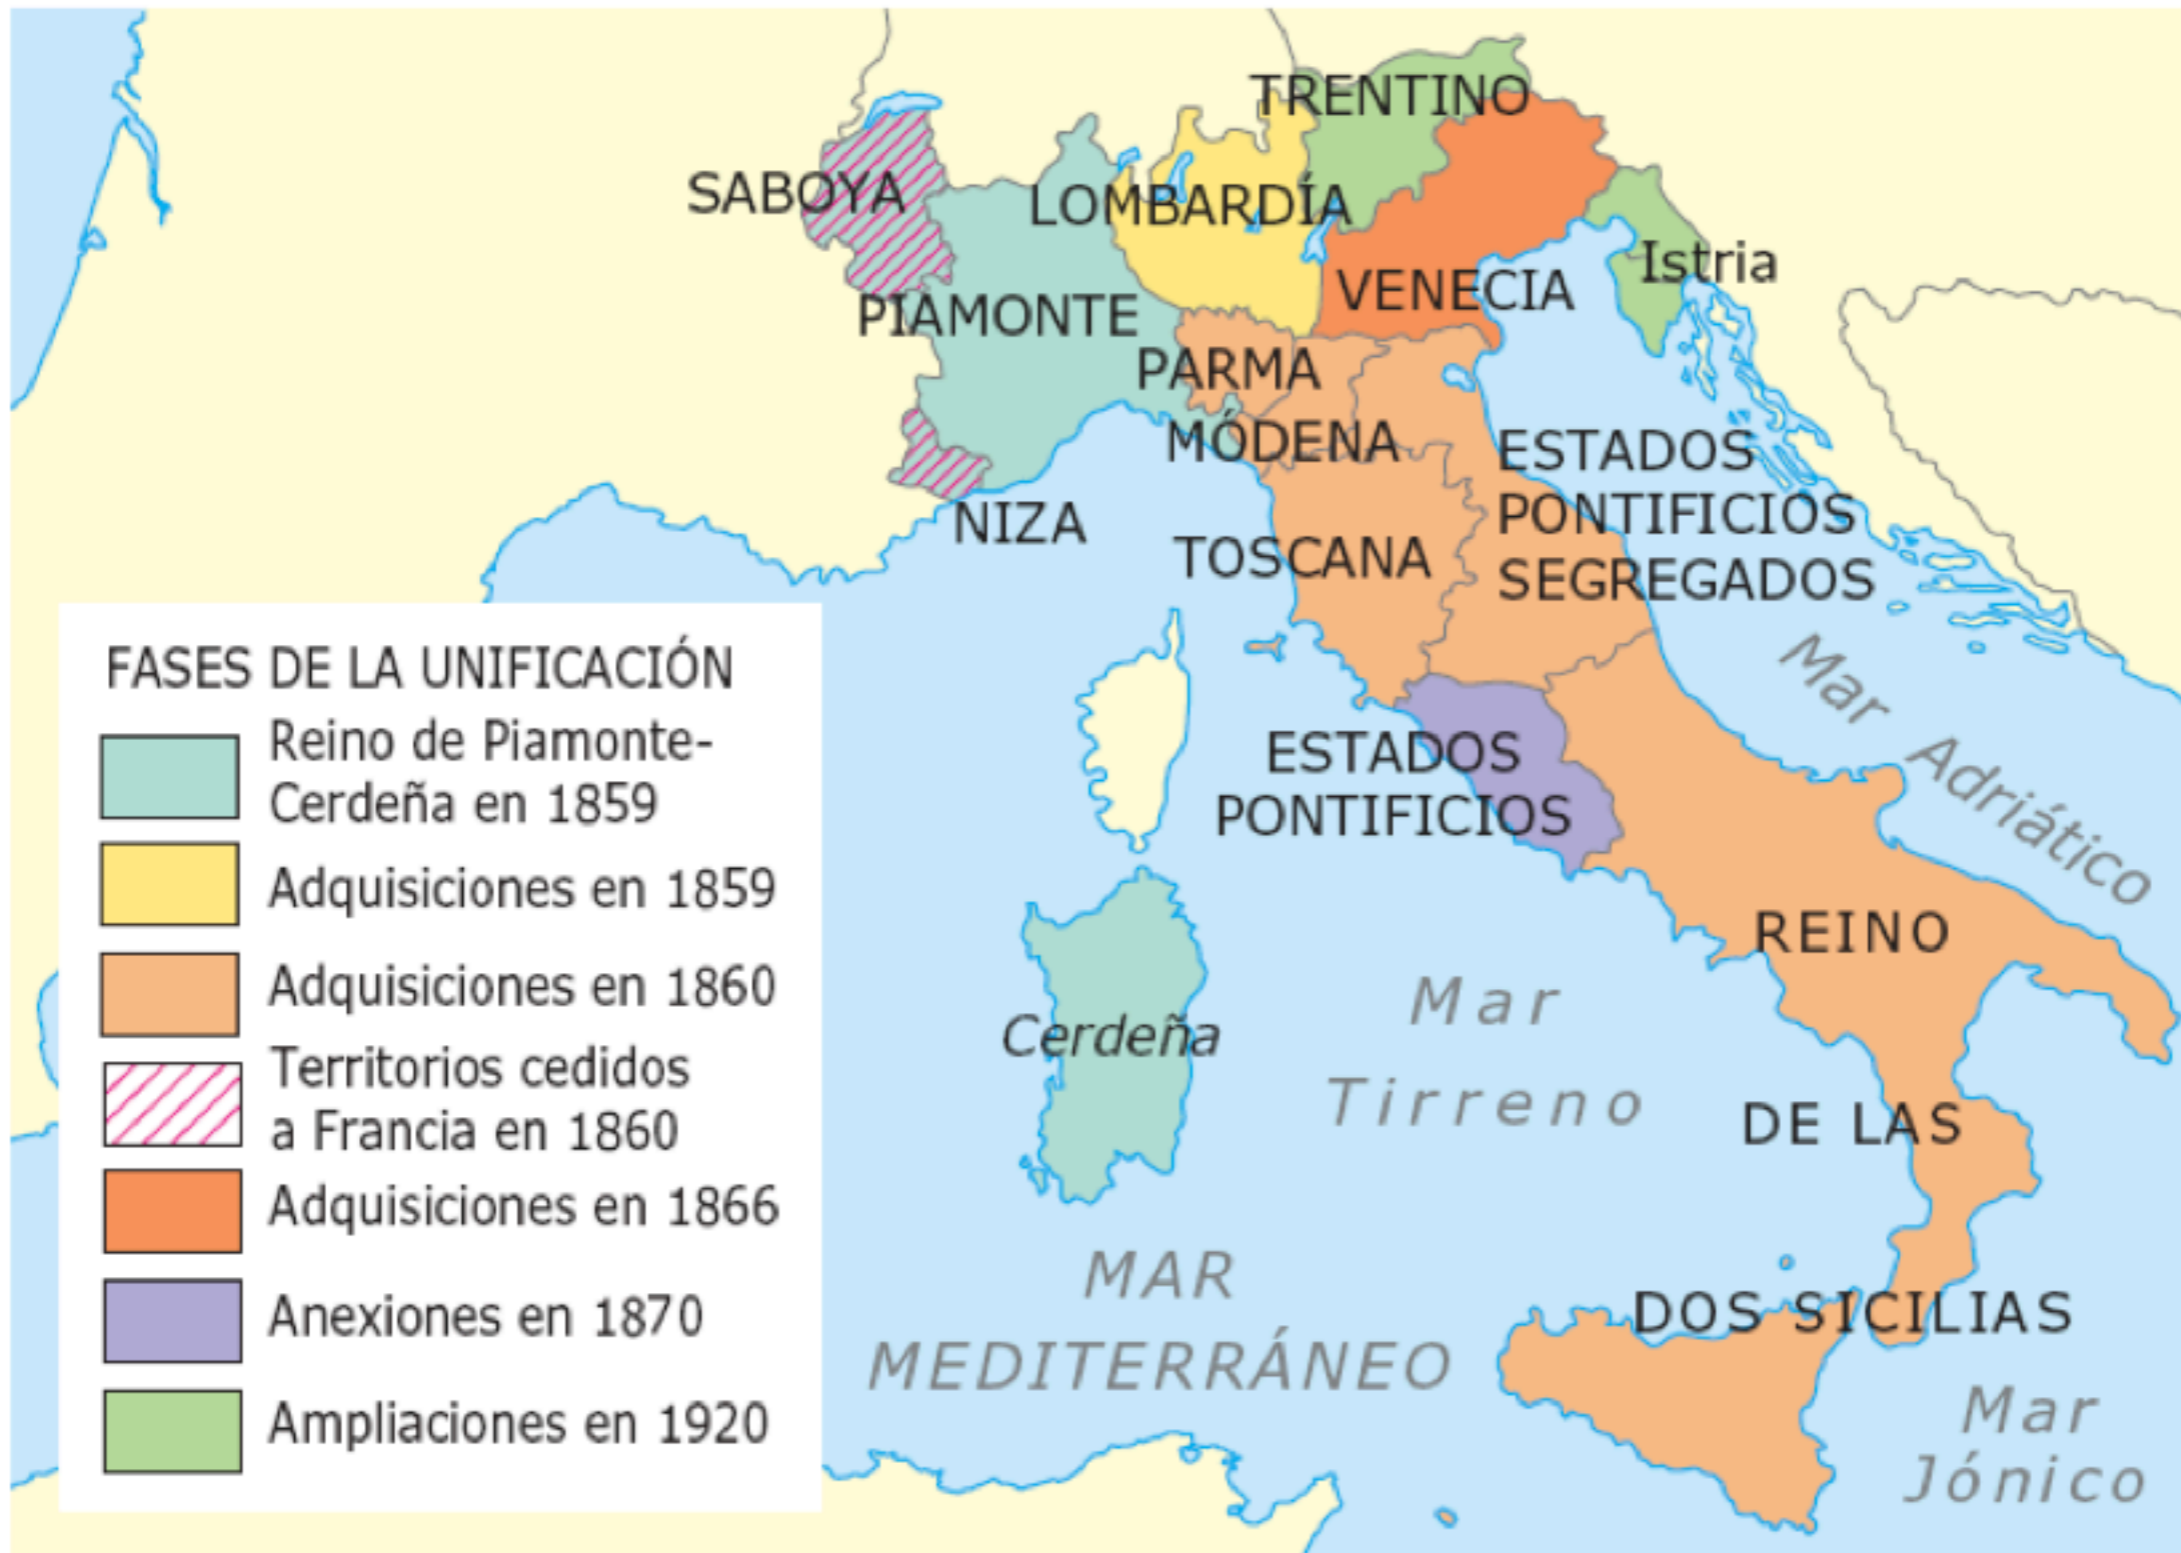 TRENTINO
SABOYA
LOMBARDÍA
Istria
VENECIA
PIAMONTE
PARMA
MÓDENA
ESTADOS
PONTIFICIOS
SEGREGADOS
NIZA
TOSCANA
Mar
Adriático
ESTADOS
PONTIFICIOS
REINO
DE LAS
DOS SICILIAS
Cerdeña
Mar
Tirreno
MAR
MEDITERRÁNEO
Mar
Jónico
FASES DE LA UNIFICACIÓN
Reino de Piamonte-
Cerdeña en 1859
Adquisiciones en 1859
Adquisiciones en 1860
Territorios cedidos
a Francia en 1860
Adquisiciones en 1866
Anexiones en 1870
Ampliaciones en 1920